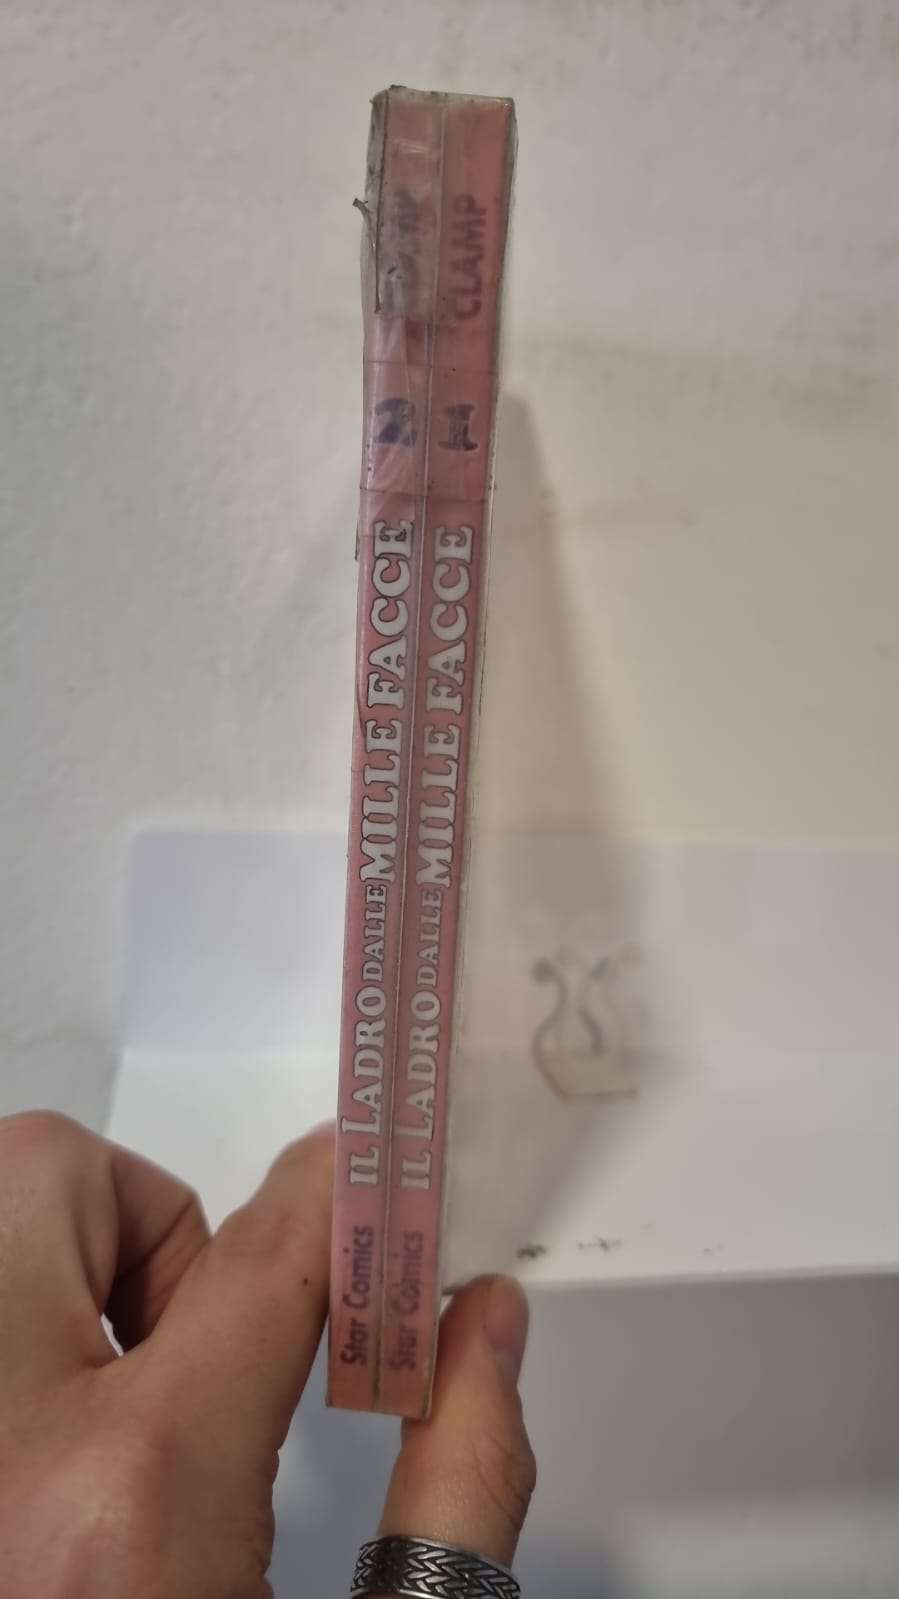 Star Comics IL LADRO DALLE MILLE FACCE 2
Star Comics IL LADRO DALLE MILLE FACCE 1 CLAMP